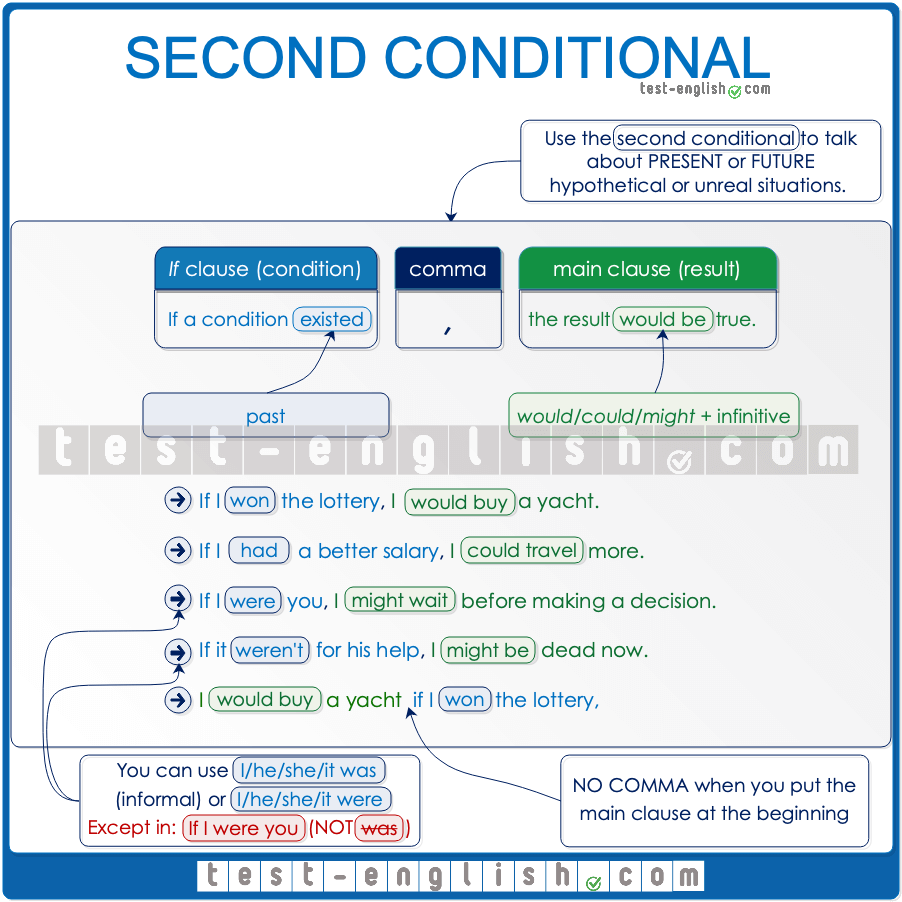 SECOND CONDITIONAL
test-english com
Use the second conditional to talk
about PRESENT or FUTURE
hypothetical or unreal situations.
If clause (condition) comma main clause (result)
If a condition existed , the result would be true.
past would/could/might + infinitive
test-english com
If I won the lottery, I would buy a yacht.
If I had a better salary, I could travel more.
If I were you, I might wait before making a decision.
If it weren't for his help, I might be dead now.
I would buy a yacht if I won the lottery,
You can use I/he/she/it was
(informal) or I/he/she/it were
Except in: If I were you (NOT was)
NO COMMA when you put the
main clause at the beginning
test-english com